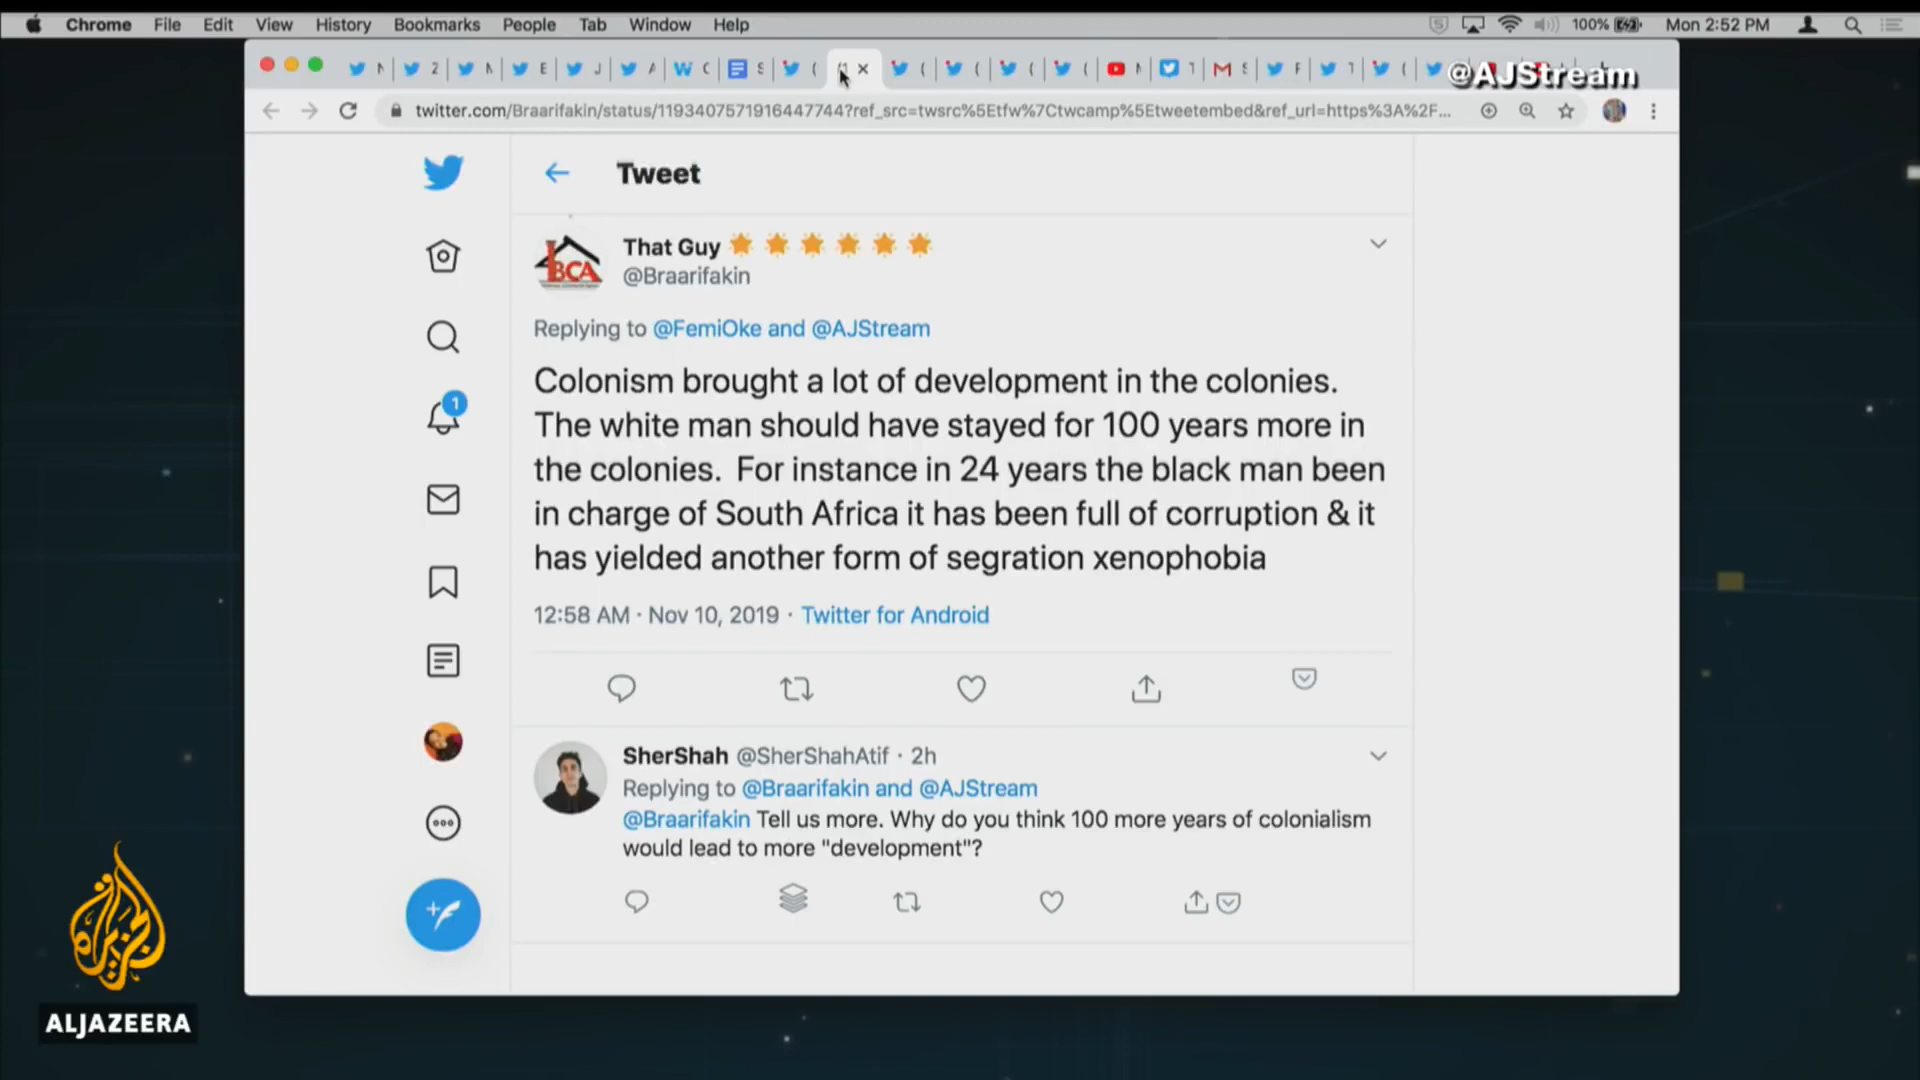 Chrome File Edit View History Bookmarks People Tab Window Help 100% Mon 2:52 PM
@AJStream
twitter.com/Braarifakin/status/1193407571916447744?ref_src=twsrc%5Etfw%7Ctwcamp%5Etweetembed&ref_url=https%3A%2F...
Tweet
BCA
That Guy
@Braarifakin
Replying to @FemiOke and @AJStream
Colonism brought a lot of development in the colonies.
The white man should have stayed for 100 years more in
the colonies. For instance in 24 years the black man been
in charge of South Africa it has been full of corruption & it
has yielded another form of segration xenophobia
12:58 AM · Nov 10, 2019 · Twitter for Android
1
SherShah @SherShahAtif · 2h
Replying to @Braarifakin and @AJStream
@Braarifakin Tell us more. Why do you think 100 more years of colonialism
would lead to more "development"?
الجزيرة
ALJAZEERA